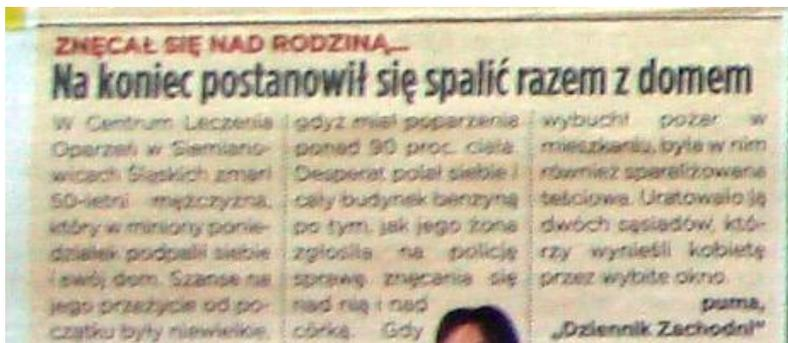 ZNĘCAŁ SIĘ NAD RODZINĄ...
Na koniec postanowił się spalić razem z domem
W Centrum Leczenia
Oparzeń w Siemiano-
wicach Śląskich zmarł
50-letni mężczyzna,
który w miniony ponie-
działek podpalił siebie
i swój dom. Szanse na
jego przeżycie od po-
czątku były niewielkie,
gdyż miał poparzenia
ponad 90 proc. ciała.
Desperat polał siebie i
cały budynek benzyną
po tym, jak jego żona
zgłosiła na policję
sprawę znęcania się
nad nią i nad
córką. Gdy
wybuchł pożar w
mieszkaniu, była w nim
również sparaliżowana
teściowa. Uratowało ją
dwóch sąsiadów, któ-
rzy wynieśli kobietę
przez wybite okno.
puma,
„Dziennik Zachodni"